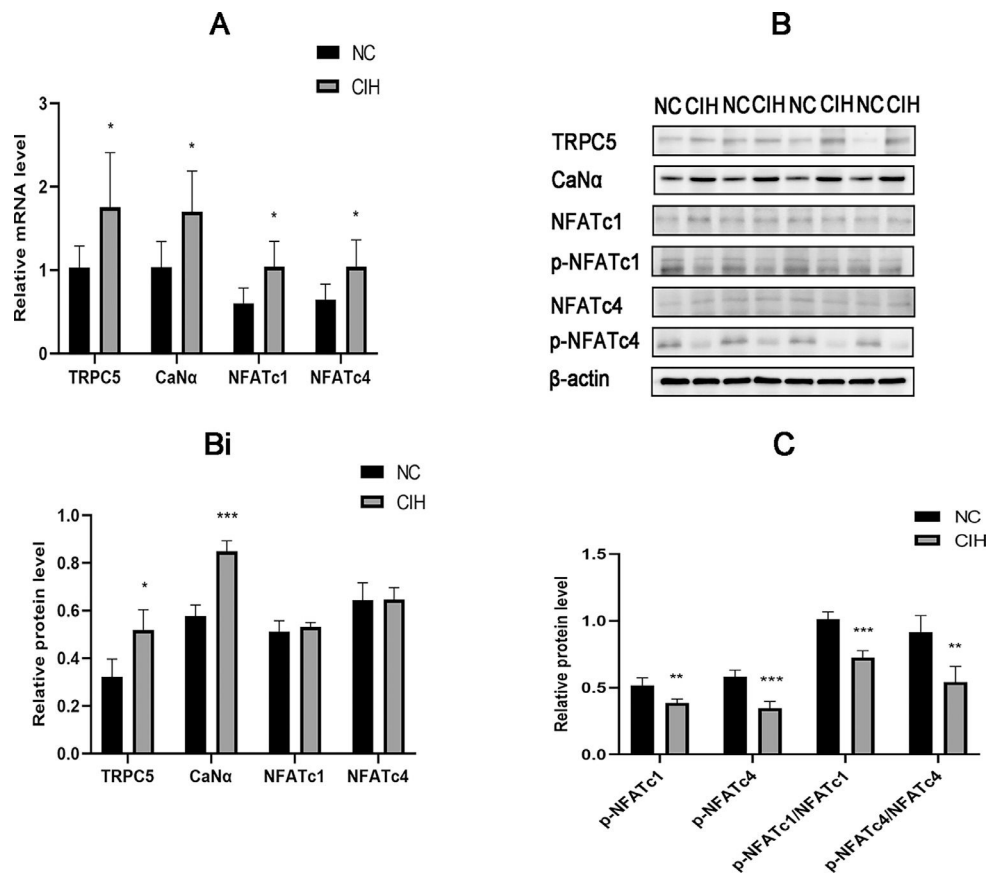 A
NC
CIH
Relative mRNA level
3
2
1
0
*
*
*
*
TRPC5
CaNα
NFATc1
NFATc4
B
NC CIH NC CIH NC CIH NC CIH
TRPC5
CaNα
NFATc1
p-NFATc1
NFATc4
p-NFATc4
β-actin
Bi
NC
CIH
Relative protein level
1.0
0.8
0.6
0.4
0.2
0.0
*
***
TRPC5
CaNα
NFATc1
NFATc4
C
NC
CIH
Relative protein level
1.5
1.0
0.5
0.0
**
***
***
**
p-NFATc1
p-NFATc4
p-NFATc1/NFATc1
p-NFATc4/NFATc4